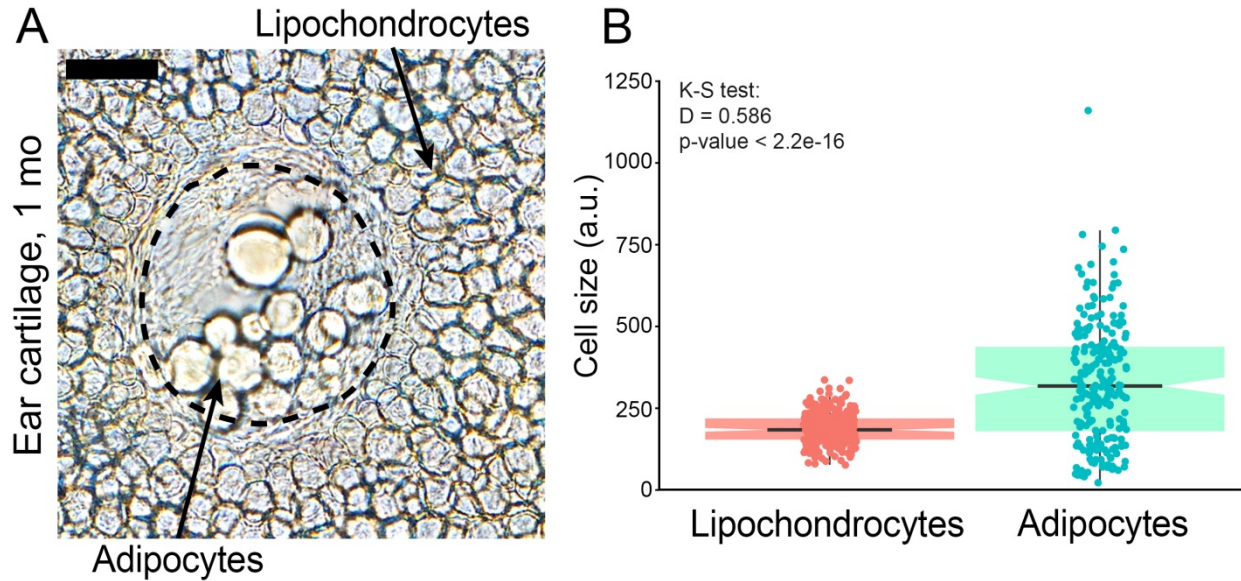 A
Lipochondrocytes
Ear cartilage, 1 mo
Adipocytes
B
K-S test:
D = 0.586
p-value < 2.2e-16
Cell size (a.u.)
1250
1000
750
500
250
0
Lipochondrocytes
Adipocytes